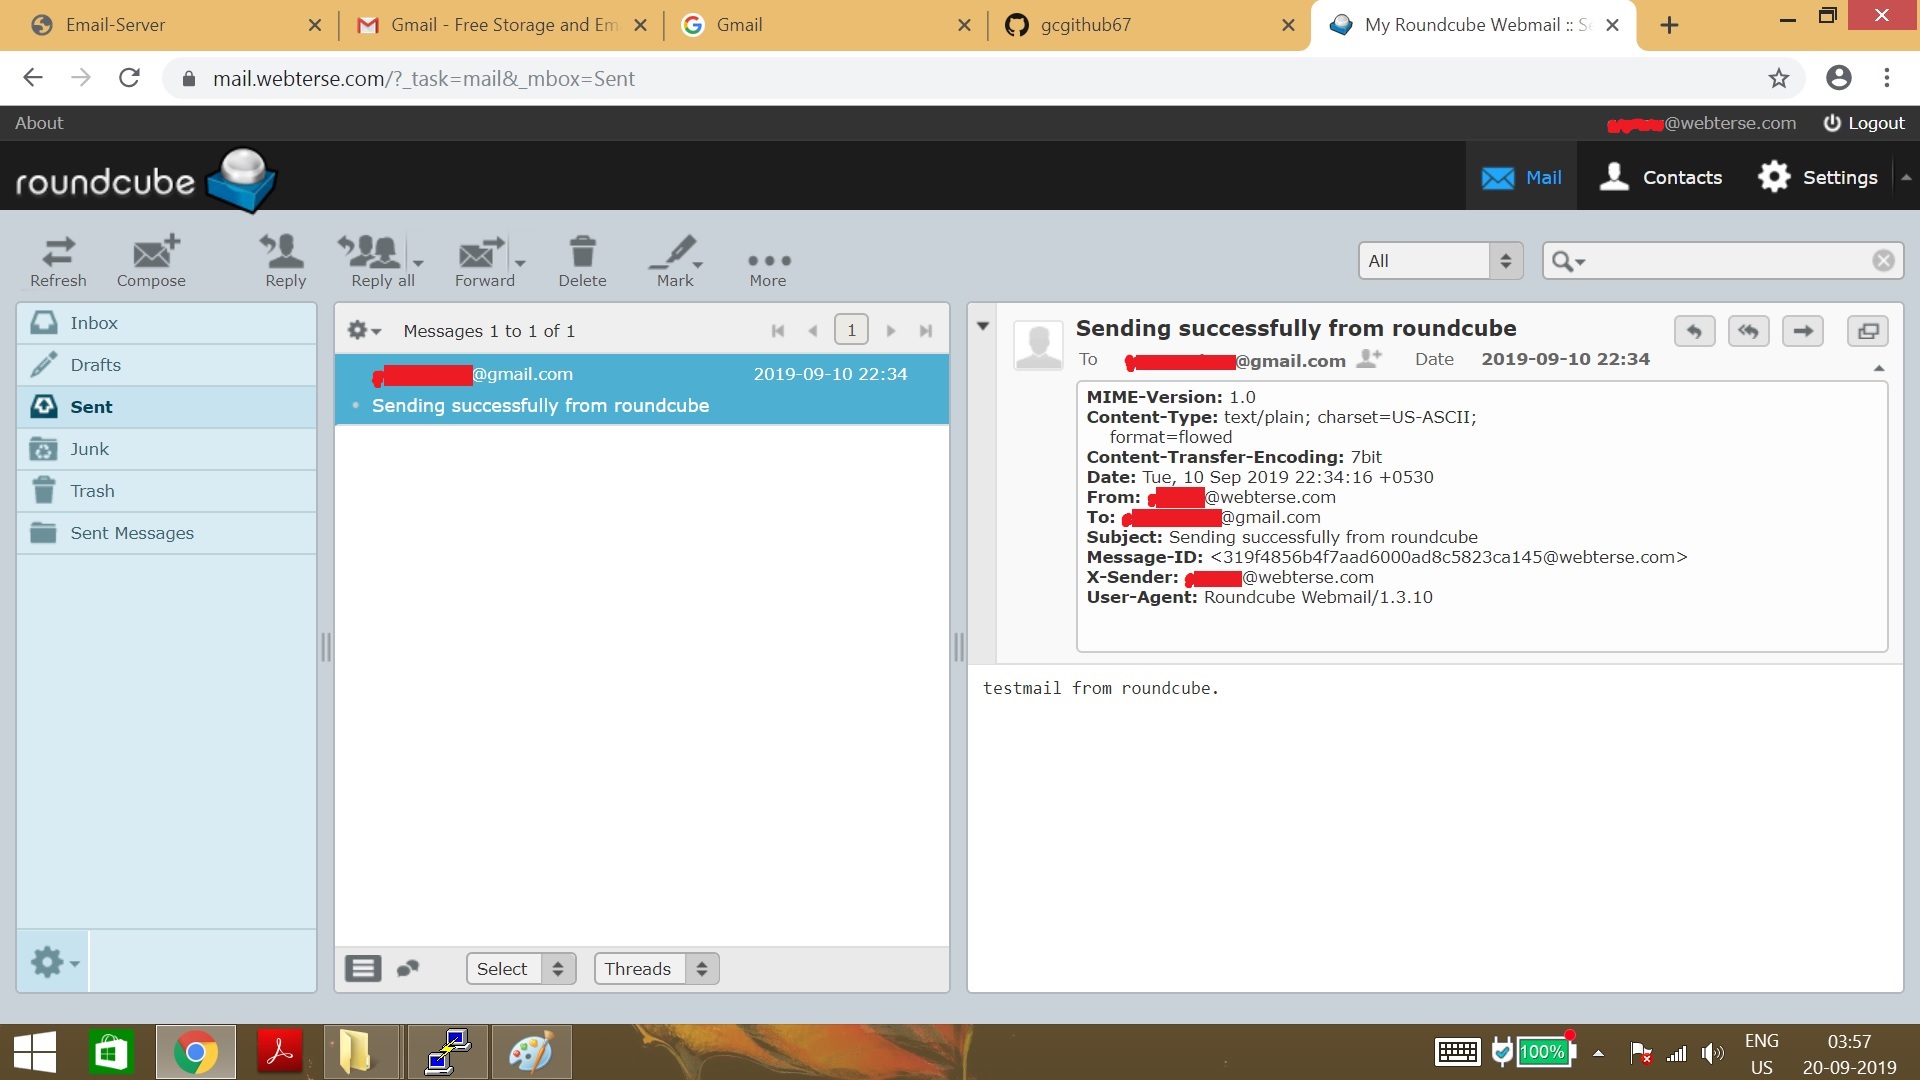 Email-Server
Gmail - Free Storage and Em
Gmail
gcgithub67
My Roundcube Webmail :: Se
mail.webterse.com/?_task=mail&_mbox=Sent
About
@webterse.com
Logout
roundcube
Mail
Contacts
Settings
Refresh
Compose
Reply
Reply all
Forward
Delete
Mark
More
All
Inbox
Drafts
Sent
Junk
Trash
Sent Messages
Messages 1 to 1 of 1
1
@gmail.com 2019-09-10 22:34
Sending successfully from roundcube
Select
Threads
Sending successfully from roundcube
To @gmail.com Date 2019-09-10 22:34
MIME-Version: 1.0
Content-Type: text/plain; charset=US-ASCII;
format=flowed
Content-Transfer-Encoding: 7bit
Date: Tue, 10 Sep 2019 22:34:16 +0530
From: @webterse.com
To: @gmail.com
Subject: Sending successfully from roundcube
Message-ID: <319f4856b4f7aad6000ad8c5823ca145@webterse.com>
X-Sender: @webterse.com
User-Agent: Roundcube Webmail/1.3.10
testmail from roundcube.
100%
ENG
US
03:57
20-09-2019